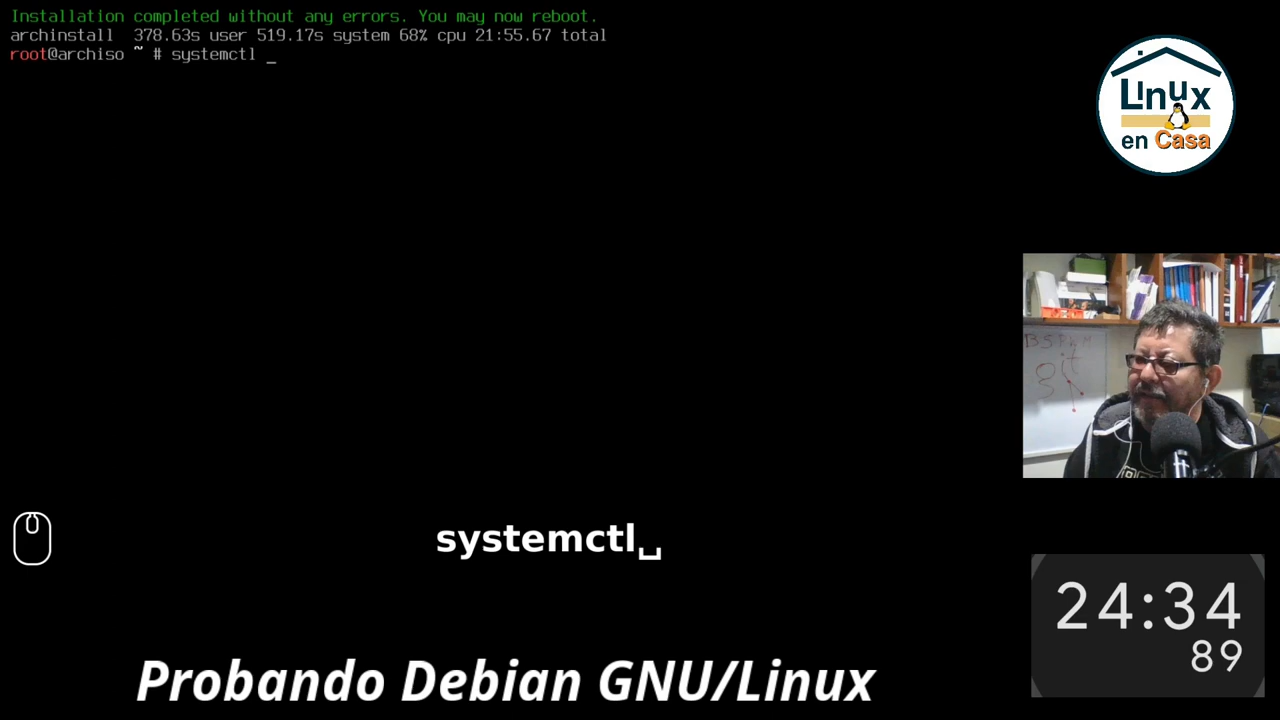 Installation completed without any errors. You may now reboot.
archinstall  378.63s user 519.17s system 68% cpu 21:55.67 total
root@archiso ~ # systemctl _
Linux
en Casa
git
systemctl␣
24:34
89
Probando Debian GNU/Linux